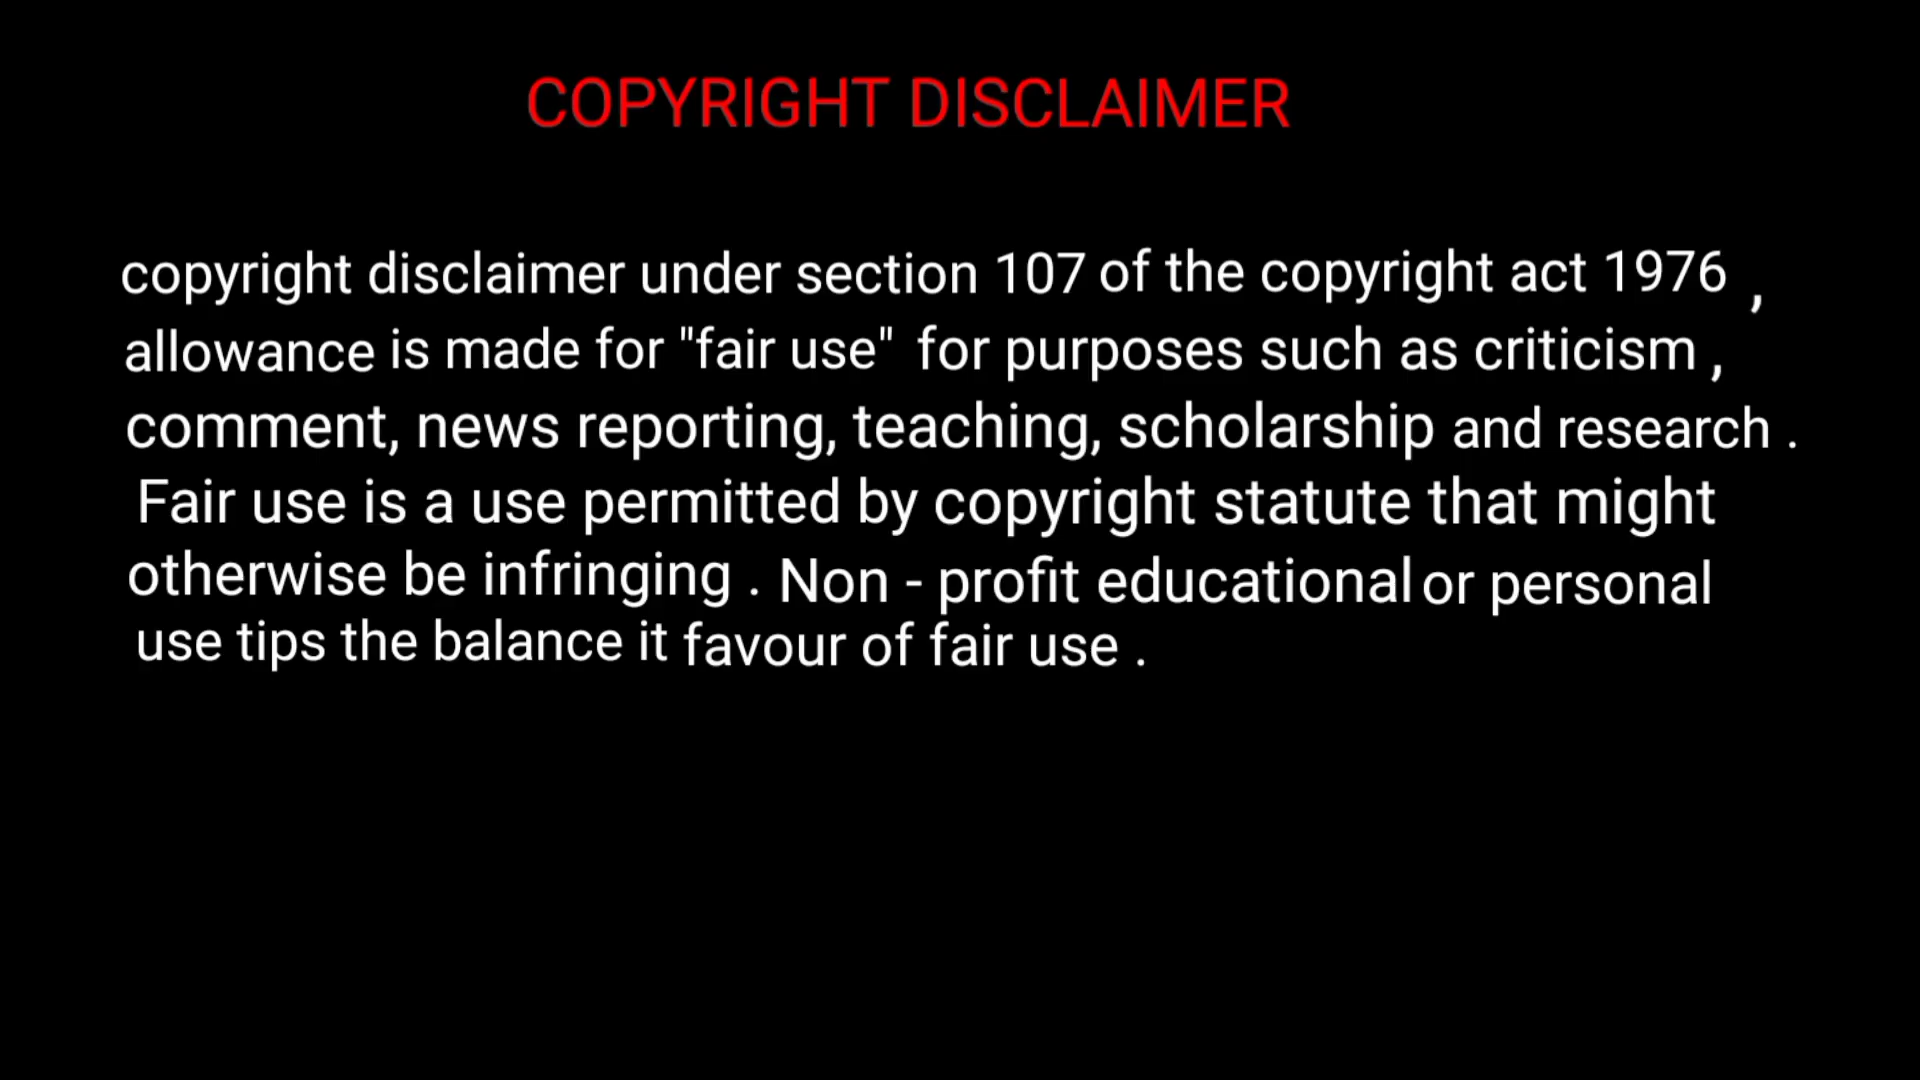 COPYRIGHT DISCLAIMER
copyright disclaimer under section 107 of the copyright act 1976 ,
allowance is made for "fair use" for purposes such as criticism ,
comment, news reporting, teaching, scholarship and research .
Fair use is a use permitted by copyright statute that might
otherwise be infringing . Non - profit educational or personal
use tips the balance it favour of fair use .